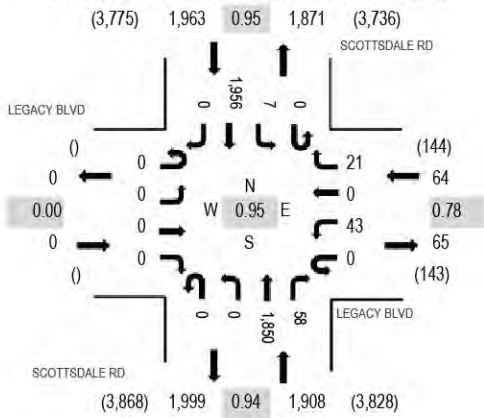 (3,775) 1,963 0.95 1,871 (3,736)
SCOTTSDALE RD
LEGACY BLVD
0 1,956 7 0
() 0 21 (144)
0 0 0 64
0.00 0 W N 0.95 E S 43 0.78
0 0 0 65
() (143)
0 0 1,850 58
LEGACY BLVD
SCOTTSDALE RD
(3,868) 1,999 0.94 1,908 (3,828)